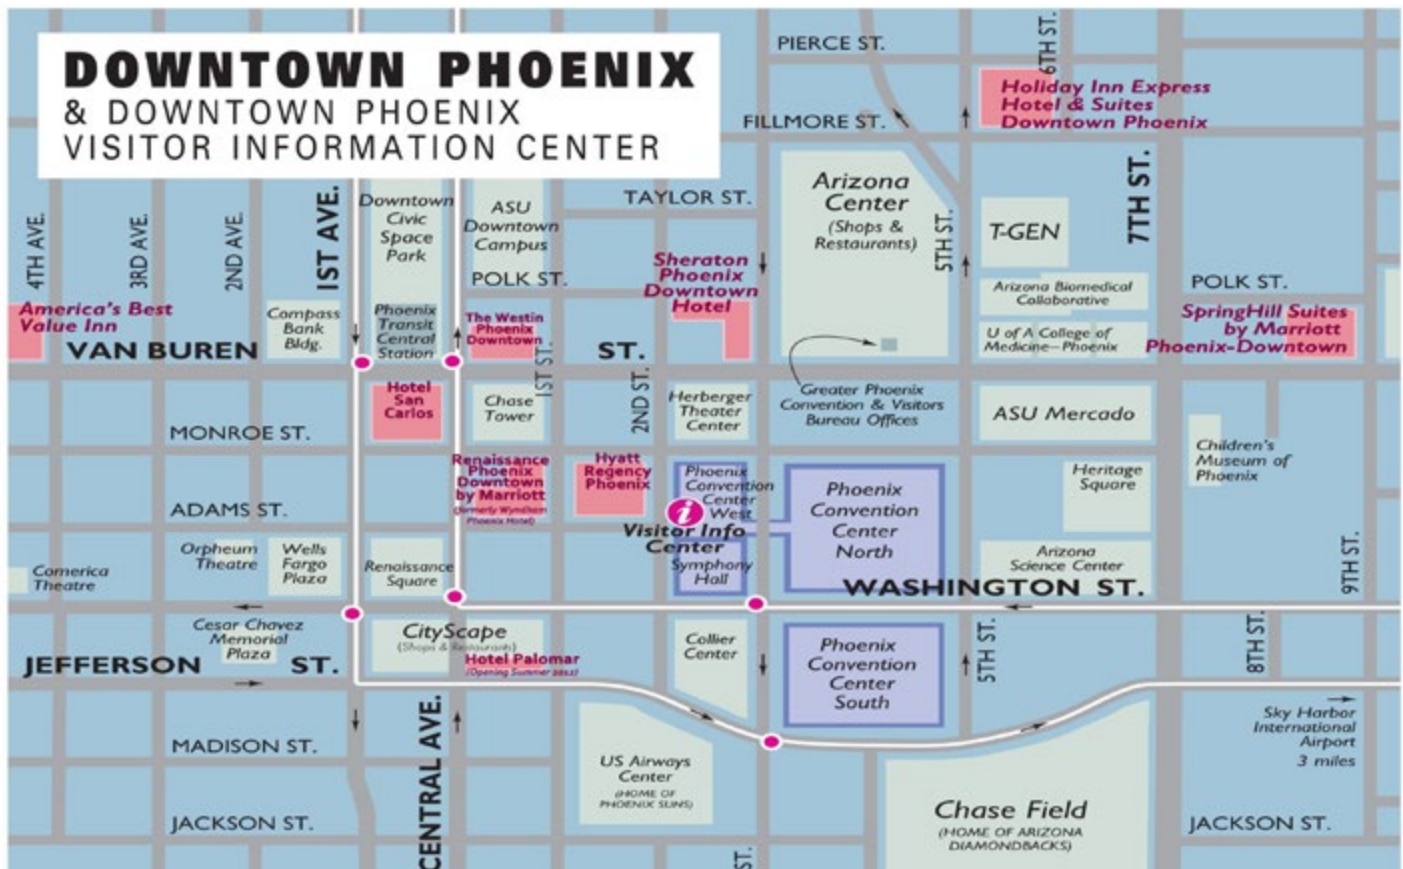 DOWNTOWN PHOENIX
& DOWNTOWN PHOENIX
VISITOR INFORMATION CENTER
PIERCE ST.
6TH ST.
Holiday Inn Express
Hotel & Suites
Downtown Phoenix
FILLMORE ST.
4TH AVE.
3RD AVE.
2ND AVE.
1ST AVE.
Downtown
Civic
Space
Park
ASU
Downtown
Campus
TAYLOR ST.
Arizona
Center
(Shops &
Restaurants)
5TH ST.
T-GEN
7TH ST.
POLK ST.
Sheraton
Phoenix
Downtown
Hotel
Arizona Biomedical
Collaborative
POLK ST.
America's Best
Value Inn
Compass
Bank
Bldg.
Phoenix
Transit
Central
Station
The Westin
Phoenix
Downtown
U of A College of
Medicine—Phoenix
SpringHill Suites
by Marriott
Phoenix-Downtown
VAN BUREN
ST.
1ST ST.
2ND ST.
Hotel
San
Carlos
Chase
Tower
Herberger
Theater
Center
Greater Phoenix
Convention & Visitors
Bureau Offices
ASU Mercado
MONROE ST.
Children's
Museum of
Phoenix
Renaissance
Phoenix
Downtown
by Marriott
(formerly Wyndham
Phoenix Hotel)
Hyatt
Regency
Phoenix
Phoenix
Convention
Center
West
i
Visitor Info
Center
Phoenix
Convention
Center
North
Heritage
Square
ADAMS ST.
Orpheum
Theatre
Wells
Fargo
Plaza
Renaissance
Square
Symphony
Hall
Arizona
Science Center
Comerica
Theatre
WASHINGTON ST.
9TH ST.
Cesar Chavez
Memorial
Plaza
CityScape
(Shops & Restaurants)
Hotel Palomar
(Opening Summer 2012)
Collier
Center
Phoenix
Convention
Center
South
5TH ST.
8TH ST.
JEFFERSON
ST.
CENTRAL AVE.
Sky Harbor
International
Airport
3 miles
MADISON ST.
US Airways
Center
(HOME OF
PHOENIX SUNS)
Chase Field
(HOME OF ARIZONA
DIAMONDBACKS)
JACKSON ST.
JACKSON ST.
ST.